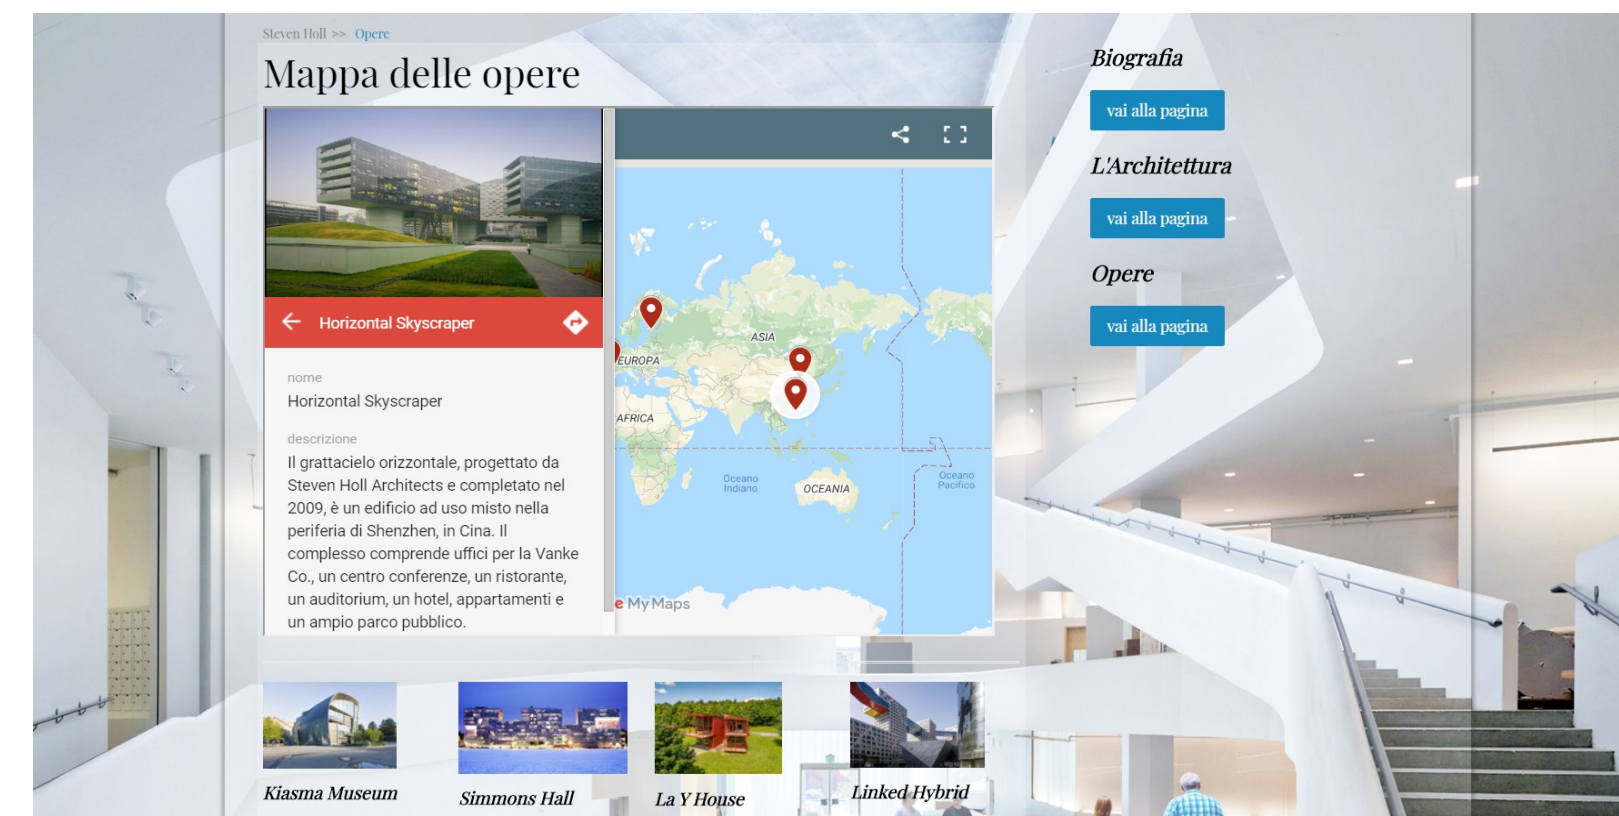 Steven Holl >> Opere
Mappa delle opere
Horizontal Skyscraper
nome
Horizontal Skyscraper
descrizione
Il grattacielo orizzontale, progettato da
Steven Holl Architects e completato nel
2009, è un edificio ad uso misto nella
periferia di Shenzhen, in Cina. Il
complesso comprende uffici per la Vanke
Co., un centro conferenze, un ristorante,
un auditorium, un hotel, appartamenti e
un ampio parco pubblico.
ASIA
EUROPA
AFRICA
Oceano
Indiano
OCEANIA
Oceano
Pacifico
e My Maps
Biografia
vai alla pagina
L'Architettura
vai alla pagina
Opere
vai alla pagina
Kiasma Museum
Simmons Hall
La Y House
Linked Hybrid